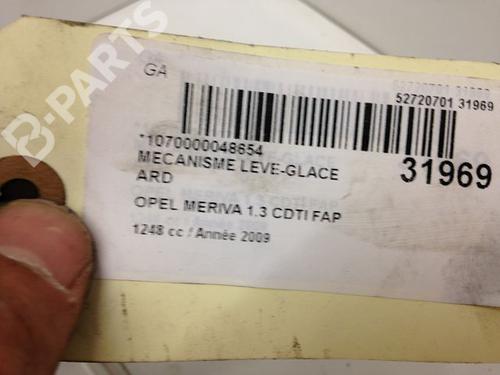 B-PARTS
GA
52720701 31969
*1070000048654
MECANISME LEVE-GLACE
ARD
31969
OPEL MERIVA 1.3 CDTI FAP
1248 cc / Année 2009